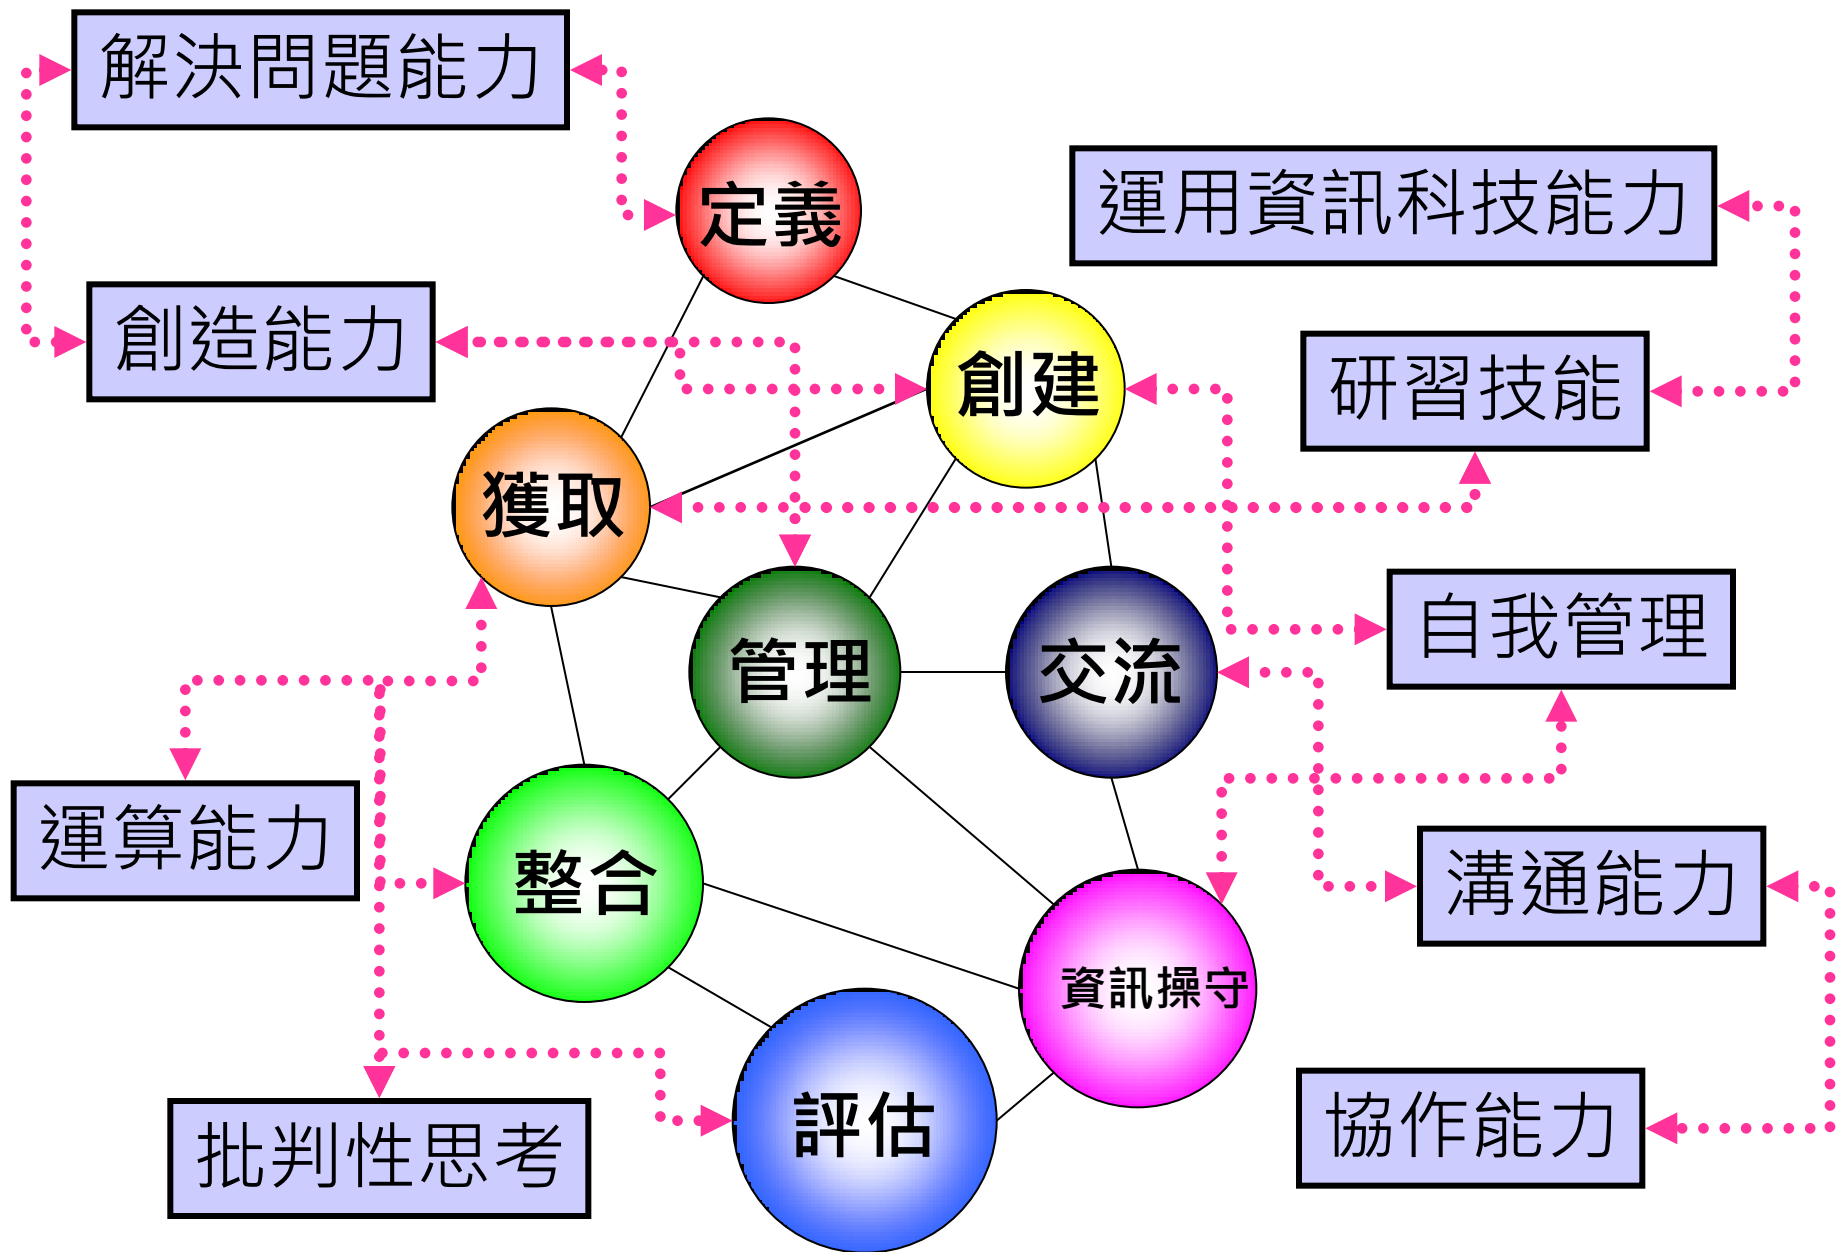 解決問題能力
定義
運用資訊科技能力
創造能力
創建
研習技能
獲取
自我管理
管理
交流
運算能力
整合
溝通能力
資訊操守
評估
協作能力
批判性思考